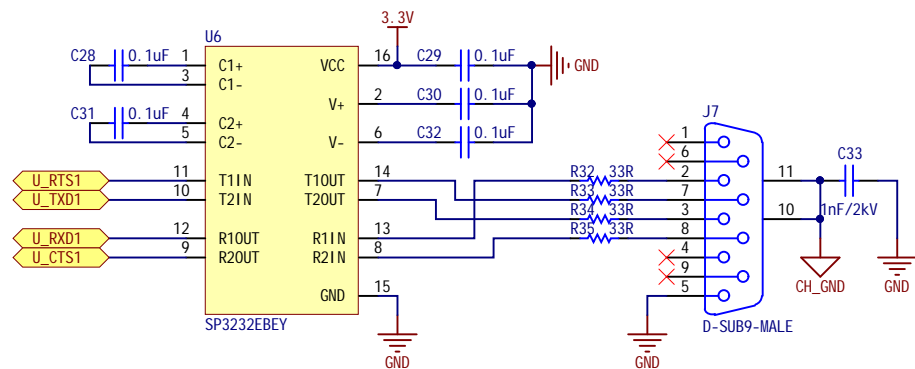 3.3V
U6
C28
0.1uF
1
C1+
VCC
16
C29
0.1uF
3
C1-
GND
2
V+
C30
0.1uF
C31
0.1uF
4
C2+
5
C2-
6
V-
C32
0.1uF
J7
1
6
C33
U_RTS1
11
T1IN
T1OUT
14
R32
33R
2
11
U_TXD1
10
T2IN
T2OUT
7
R33
33R
7
1nF/2kV
R34
33R
3
10
U_RXD1
12
R1OUT
R1IN
13
R35
33R
8
U_CTS1
9
R2OUT
R2IN
8
4
9
CH_GND
GND
GND
15
5
SP3232EBEY
D-SUB9-MALE
GND
GND